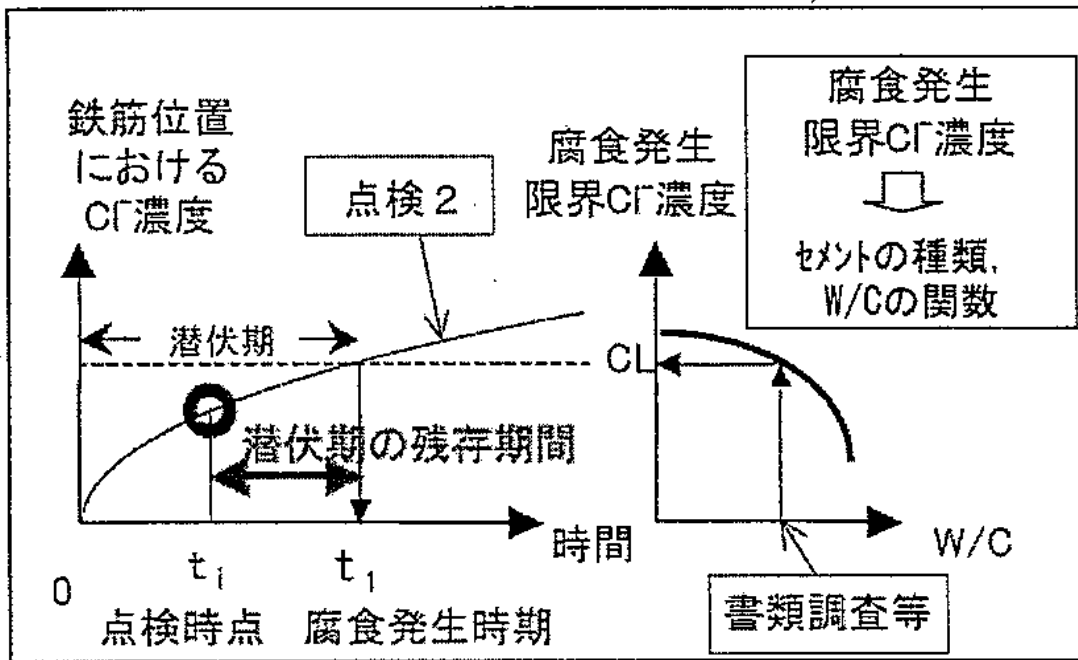 鉄筋位置
における
Cl⁻濃度
点検2
潜伏期
潜伏期の残存期間
時間
0
ti
t1
点検時点
腐食発生時期
腐食発生
限界Cl⁻濃度
CL
W/C
書類調査等
腐食発生
限界Cl⁻濃度
セメントの種類,
W/Cの関数